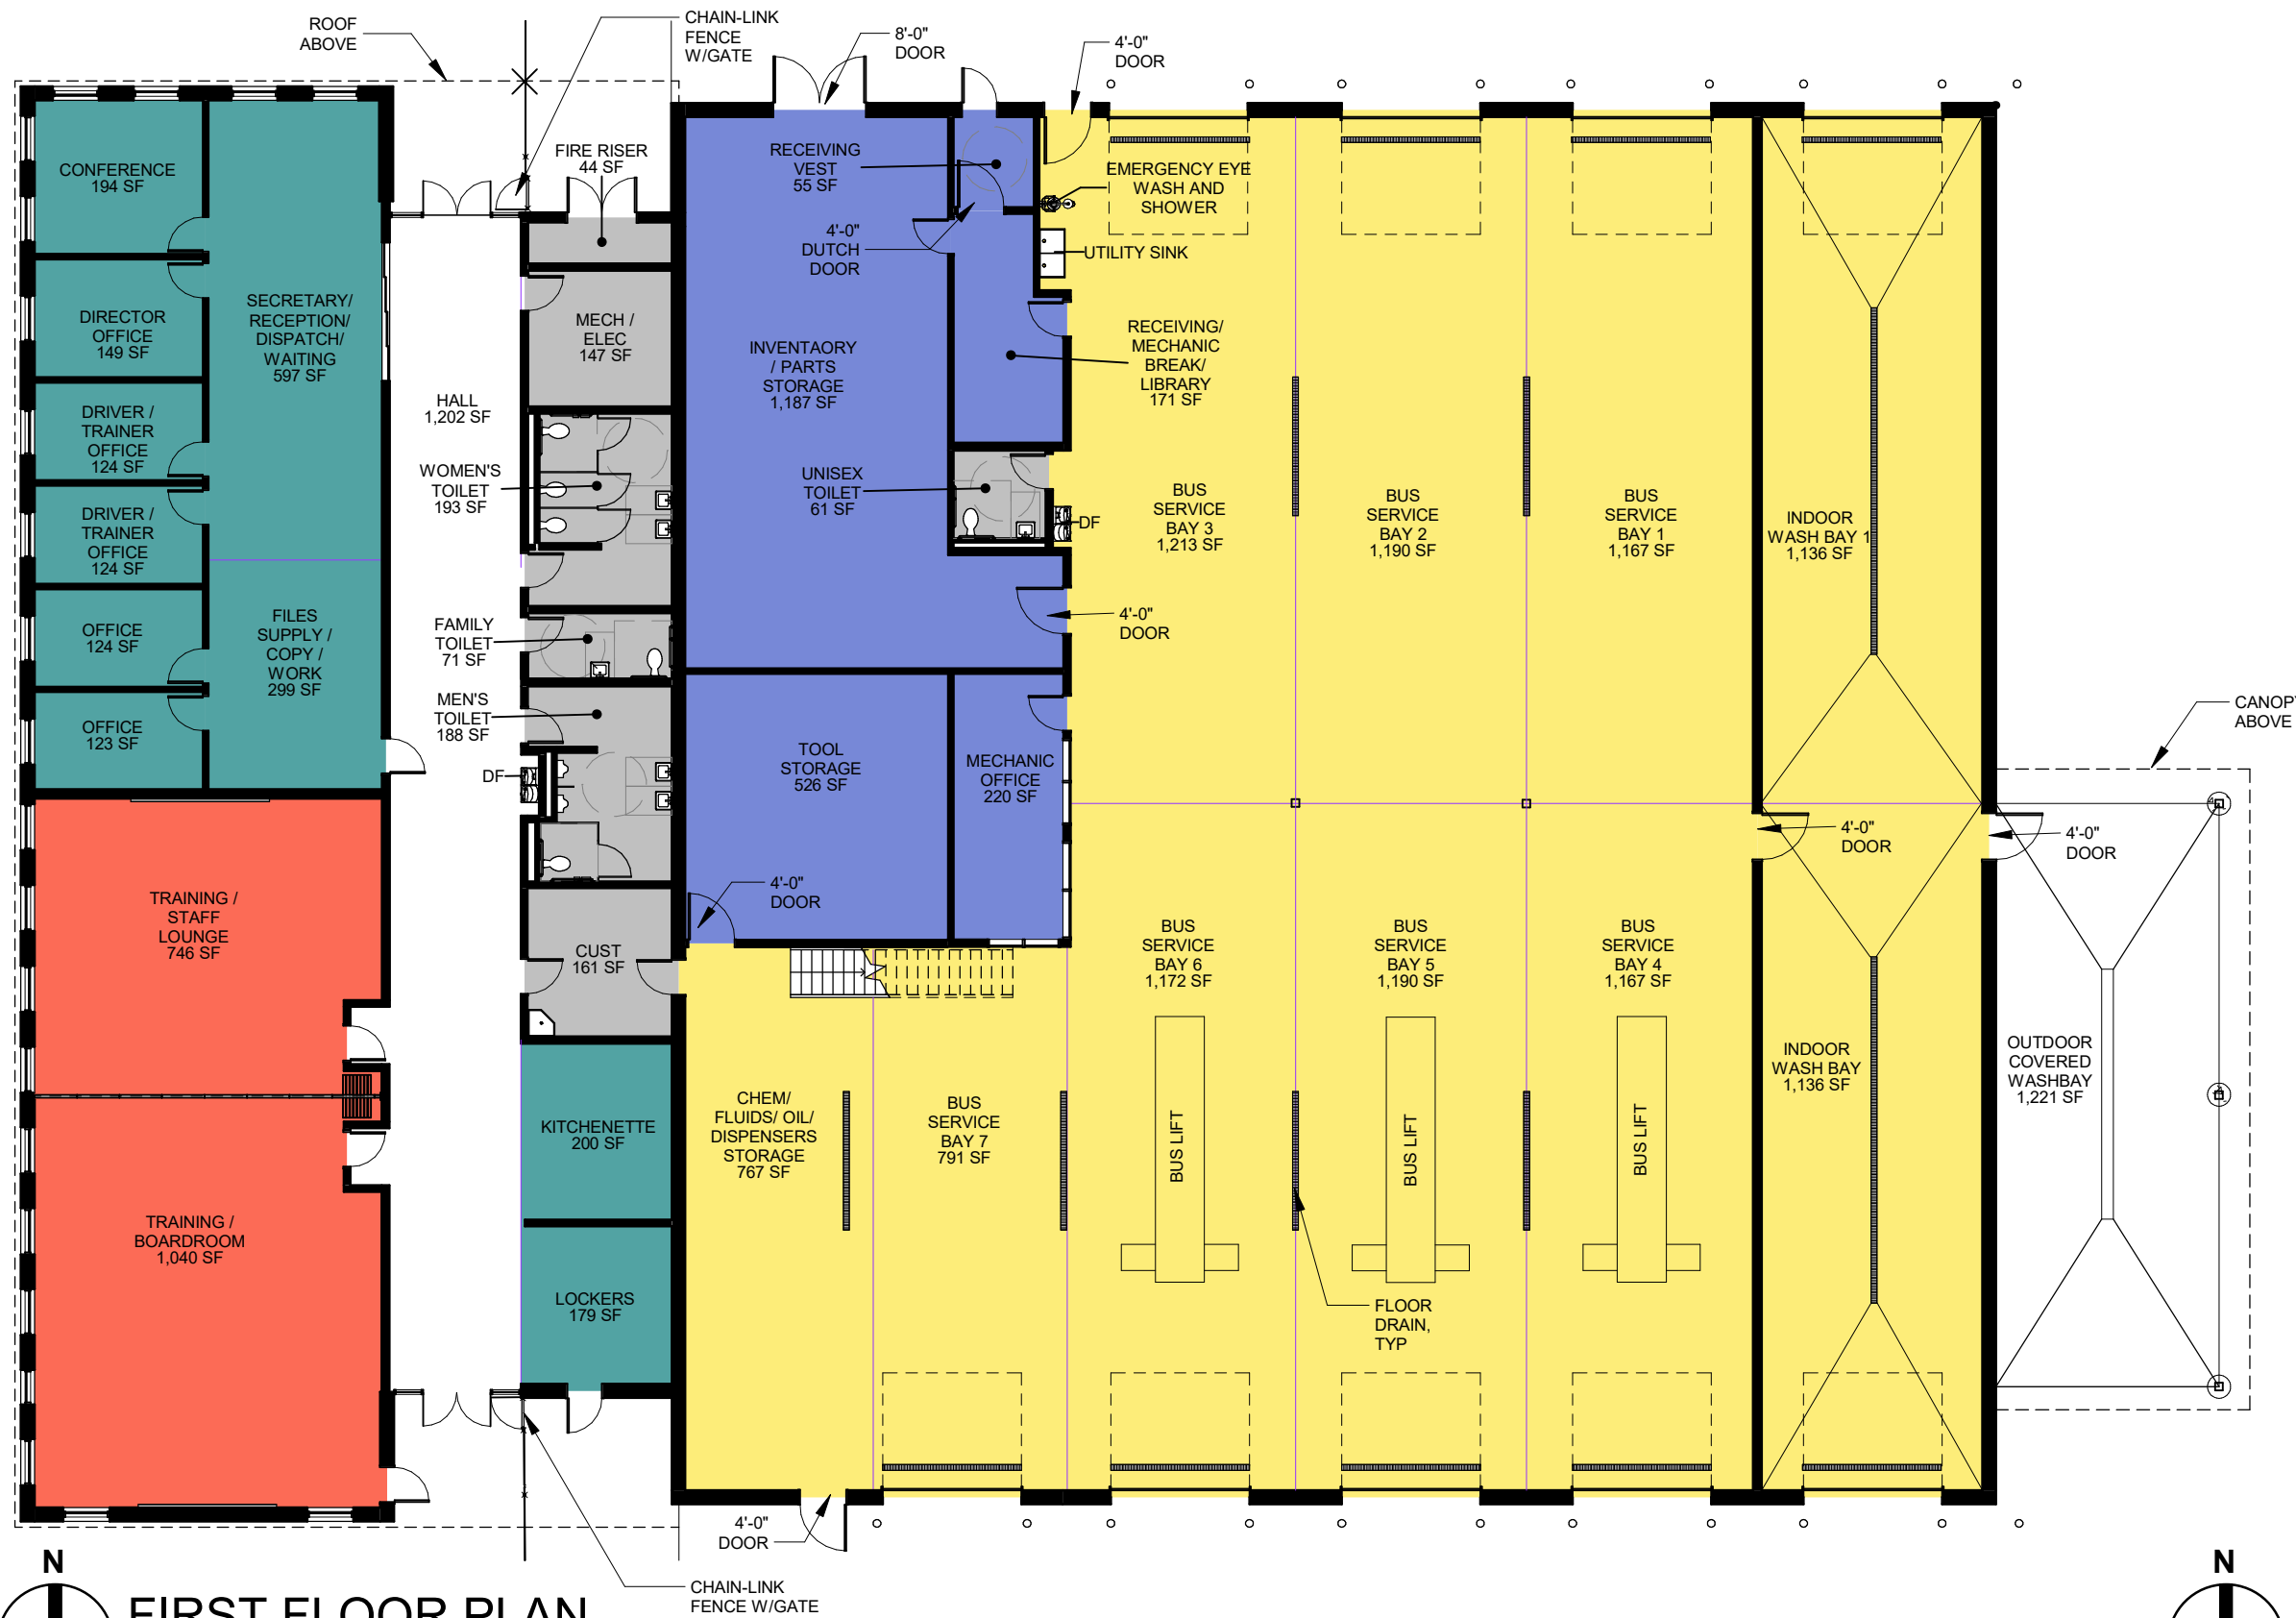 ROOF
ABOVE
CHAIN-LINK
FENCE
W/GATE
8'-0"
DOOR
4'-0"
DOOR
CONFERENCE
194 SF
FIRE RISER
44 SF
RECEIVING
VEST
55 SF
EMERGENCY EYE
WASH AND
SHOWER
4'-0"
DUTCH
DOOR
UTILITY SINK
DIRECTOR
OFFICE
149 SF
SECRETARY/
RECEPTION/
DISPATCH/
WAITING
597 SF
MECH /
ELEC
147 SF
INVENTAORY
/ PARTS
STORAGE
1,187 SF
RECEIVING/
MECHANIC
BREAK/
LIBRARY
171 SF
HALL
1,202 SF
DRIVER /
TRAINER
OFFICE
124 SF
WOMEN'S
TOILET
193 SF
UNISEX
TOILET
61 SF
DF
BUS
SERVICE
BAY 3
1,213 SF
BUS
SERVICE
BAY 2
1,190 SF
BUS
SERVICE
BAY 1
1,167 SF
INDOOR
WASH BAY 1
1,136 SF
DRIVER /
TRAINER
OFFICE
124 SF
OFFICE
124 SF
FILES
SUPPLY /
COPY /
WORK
299 SF
FAMILY
TOILET
71 SF
4'-0"
DOOR
OFFICE
123 SF
MEN'S
TOILET
188 SF
DF
TOOL
STORAGE
526 SF
MECHANIC
OFFICE
220 SF
CANOPY
ABOVE
4'-0"
DOOR
4'-0"
DOOR
4'-0"
DOOR
TRAINING /
STAFF
LOUNGE
746 SF
CUST
161 SF
BUS
SERVICE
BAY 6
1,172 SF
BUS
SERVICE
BAY 5
1,190 SF
BUS
SERVICE
BAY 4
1,167 SF
INDOOR
WASH BAY
1,136 SF
OUTDOOR
COVERED
WASHBAY
1,221 SF
KITCHENETTE
200 SF
CHEM/
FLUIDS/ OIL/
DISPENSERS
STORAGE
767 SF
BUS
SERVICE
BAY 7
791 SF
BUS LIFT
BUS LIFT
BUS LIFT
TRAINING /
BOARDROOM
1,040 SF
LOCKERS
179 SF
FLOOR
DRAIN,
TYP
4'-0"
DOOR
CHAIN-LINK
FENCE W/GATE
N
FIRST FLOOR PLAN
N